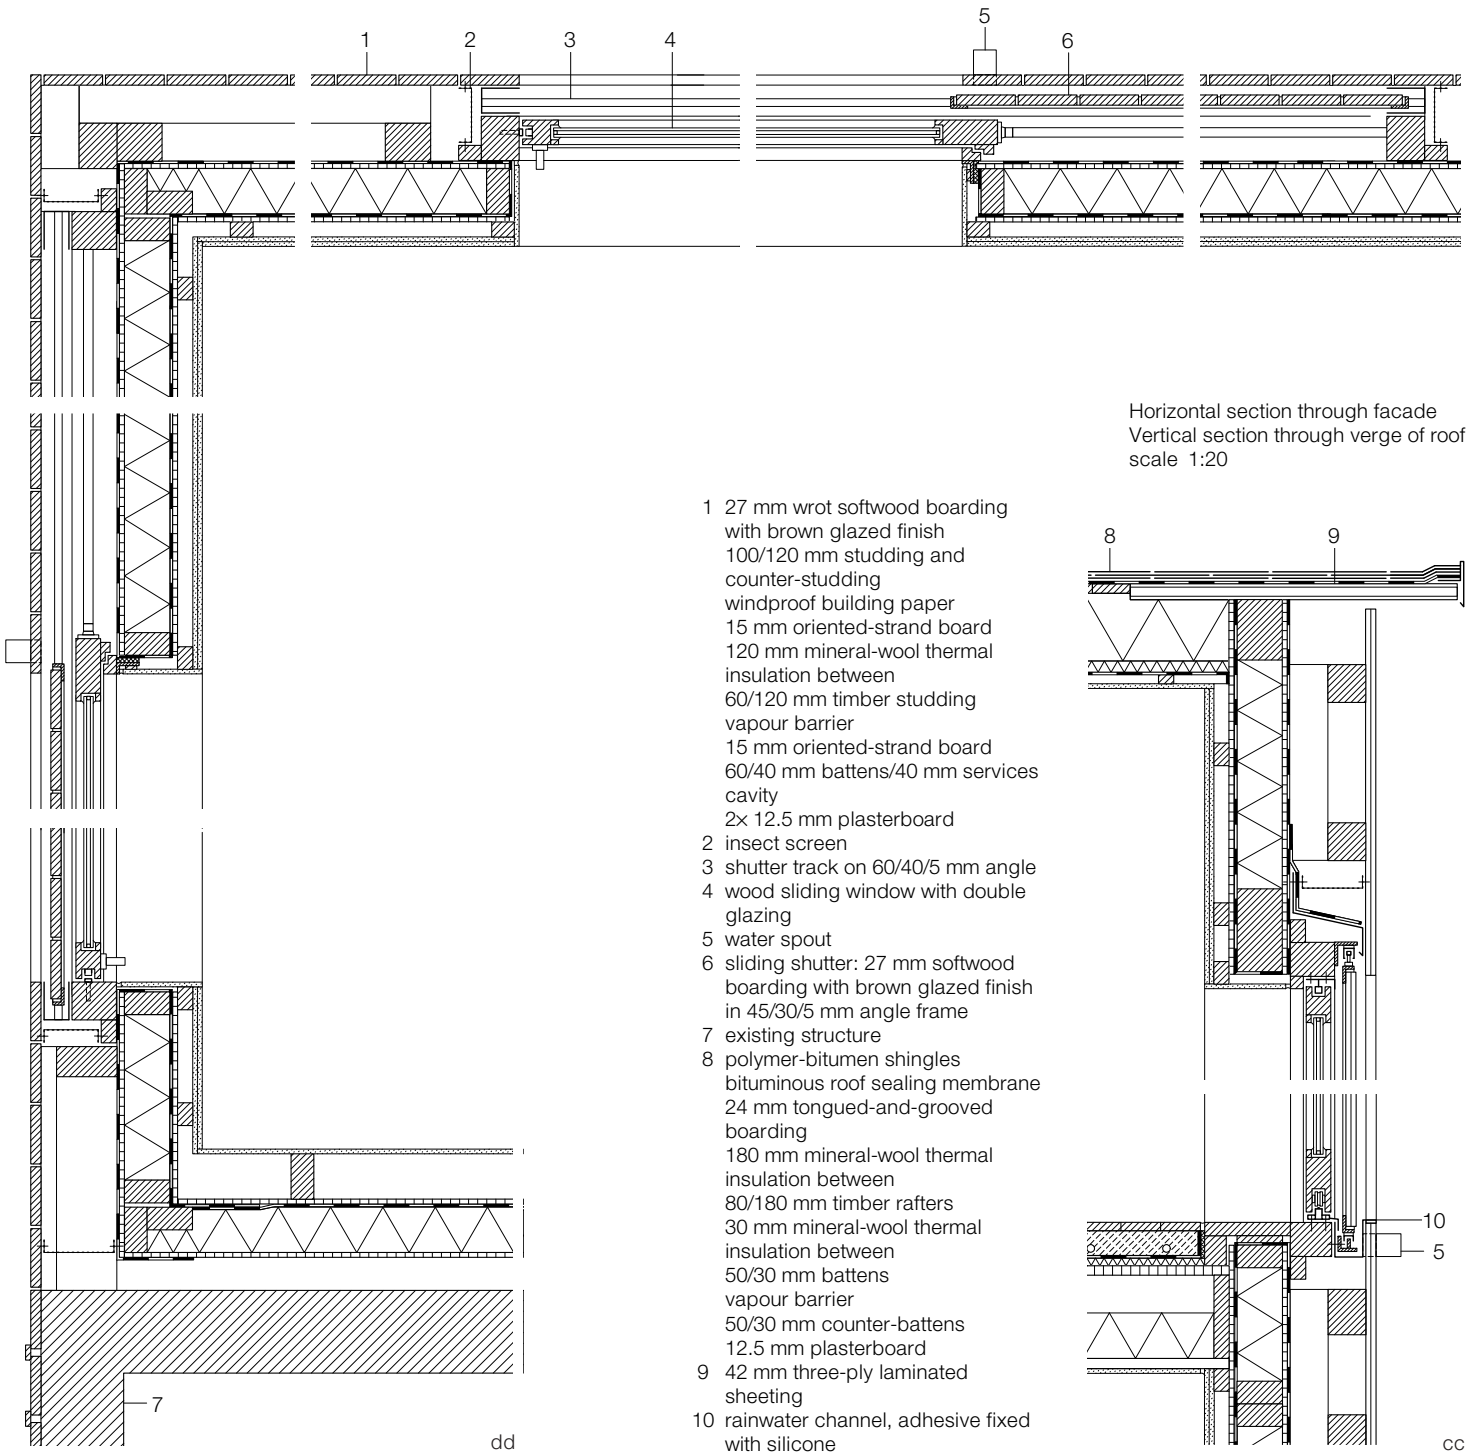 1
2
3
4
5
6
Horizontal section through facade
Vertical section through verge of roof
scale 1:20
1 27 mm wrot softwood boarding
with brown glazed finish
100/120 mm studding and
counter-studding
windproof building paper
15 mm oriented-strand board
120 mm mineral-wool thermal
insulation between
60/120 mm timber studding
vapour barrier
15 mm oriented-strand board
60/40 mm battens/40 mm services
cavity
2× 12.5 mm plasterboard
2 insect screen
3 shutter track on 60/40/5 mm angle
4 wood sliding window with double
glazing
5 water spout
6 sliding shutter: 27 mm softwood
boarding with brown glazed finish
in 45/30/5 mm angle frame
7 existing structure
8 polymer-bitumen shingles
bituminous roof sealing membrane
24 mm tongued-and-grooved
boarding
180 mm mineral-wool thermal
insulation between
80/180 mm timber rafters
30 mm mineral-wool thermal
insulation between
50/30 mm battens
vapour barrier
50/30 mm counter-battens
12.5 mm plasterboard
9 42 mm three-ply laminated
sheeting
10 rainwater channel, adhesive fixed
with silicone
8
9
10
5
7
dd
cc